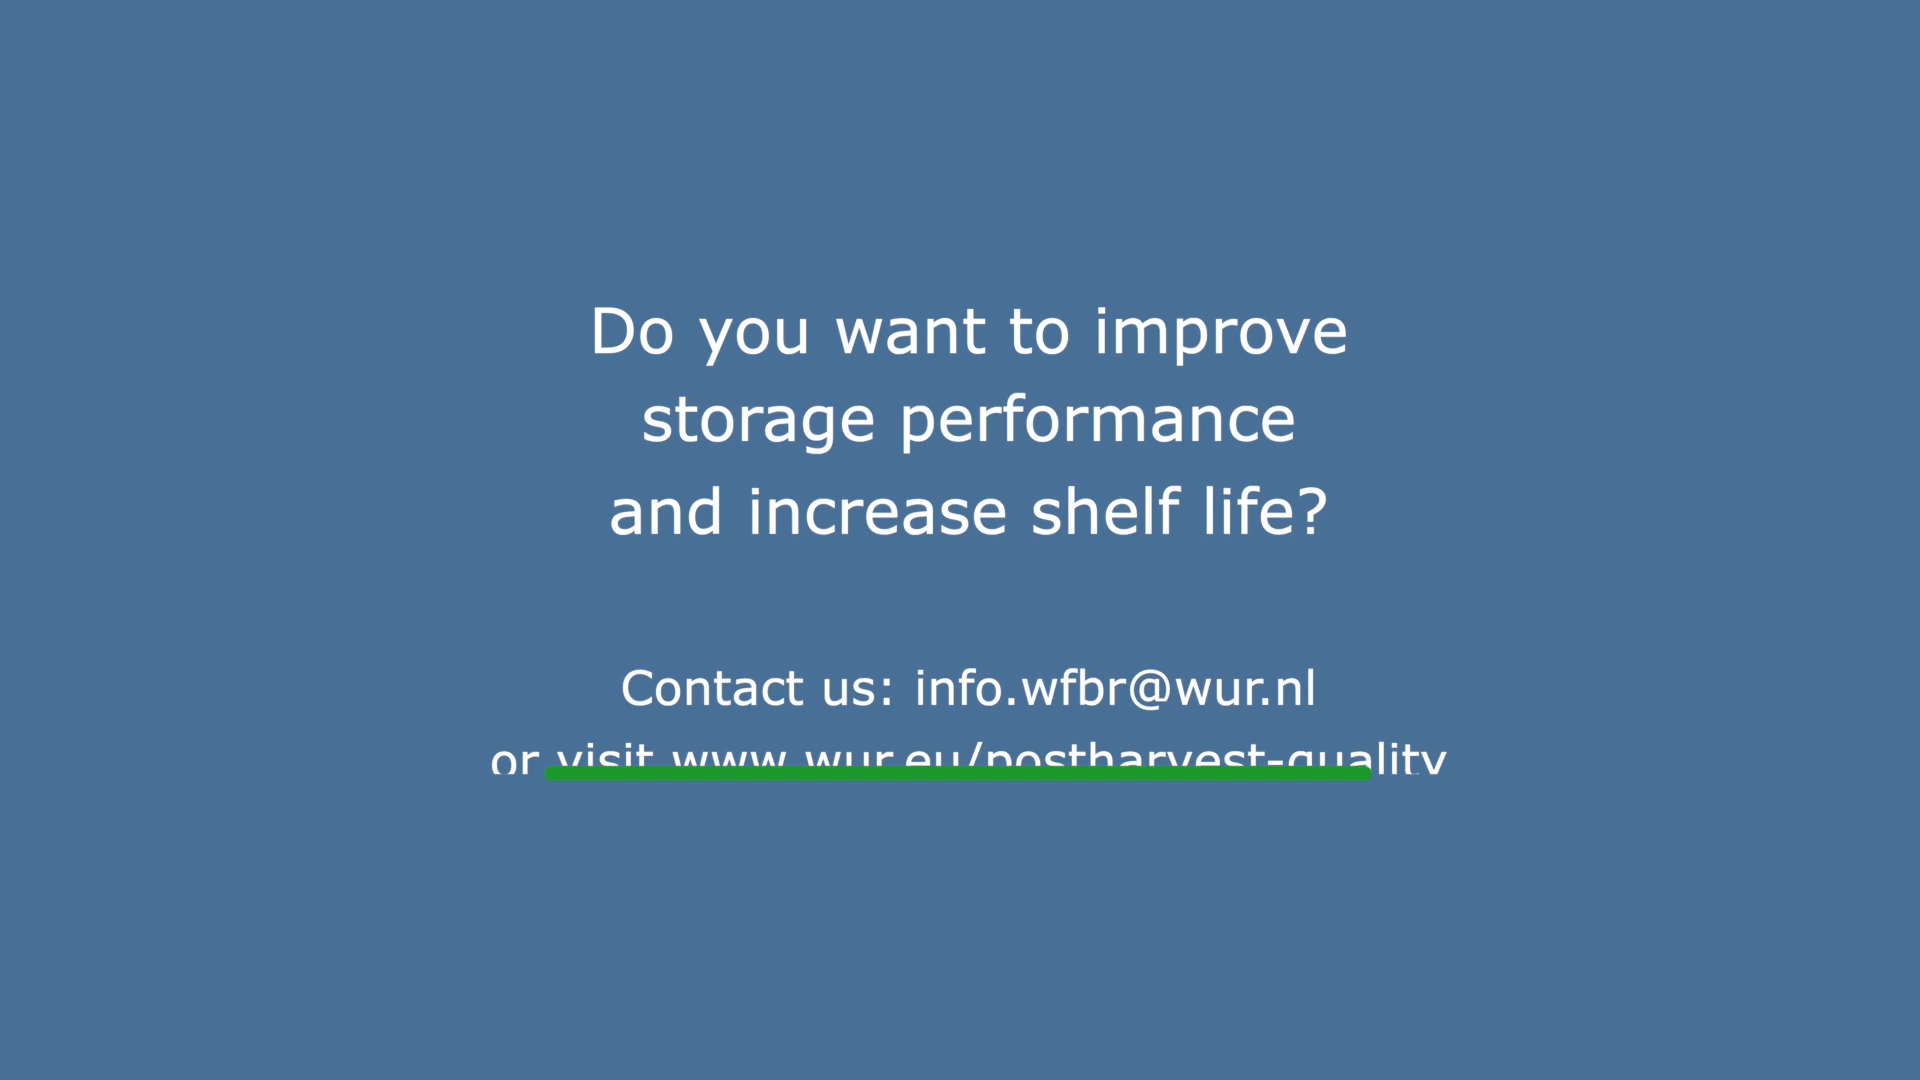 Do you want to improve
storage performance
and increase shelf life?
Contact us: info.wfbr@wur.nl
or visit www.wur.eu/postharvest-quality